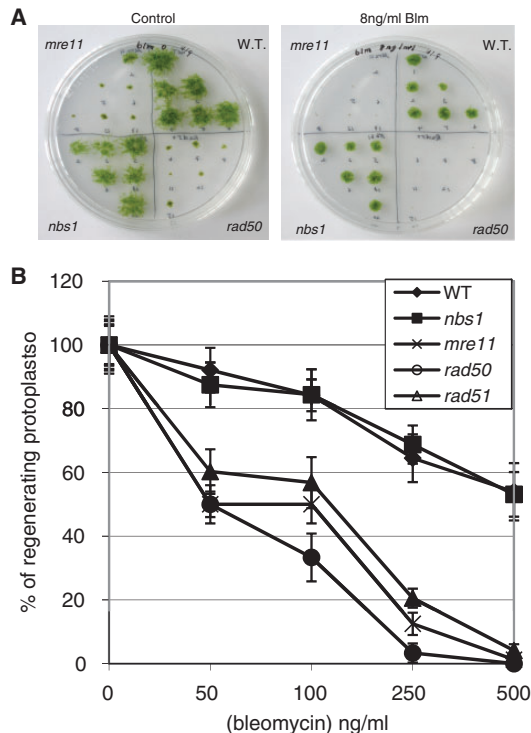 A
Control
8ng/ml Blm
mre11
W.T.
mre11
W.T.
nbs1
rad50
nbs1
rad50
B
120
100
80
60
40
20
0
% of regenerating protoplastso
WT
nbs1
mre11
rad50
rad51
0 50 100 250 500
(bleomycin) ng/ml